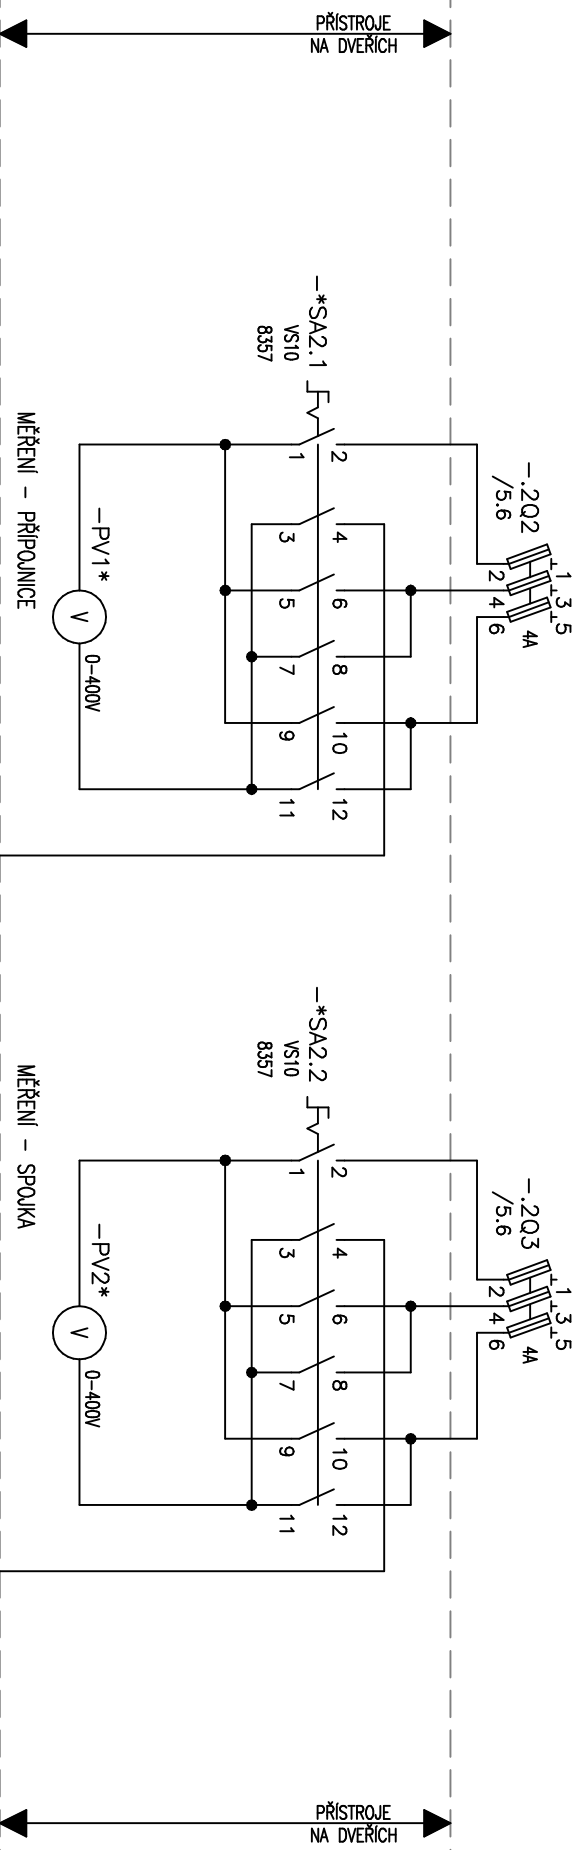 PŘÍSTROJE
NA DVEŘÍCH
-*SA2.1
VS10
8357
-.2Q2
/5.6
1
3
5
2
4
6
4A
2
1
4
3
6
5
8
7
10
9
12
11
-PV1*
V
0-400V
MĚŘENÍ - PŘÍPOJNICE
-*SA2.2
VS10
8357
-.2Q3
/5.6
1
3
5
2
4
6
4A
2
1
4
3
6
5
8
7
10
9
12
11
-PV2*
V
0-400V
MĚŘENÍ - SPOJKA
PŘÍSTROJE
NA DVEŘÍCH